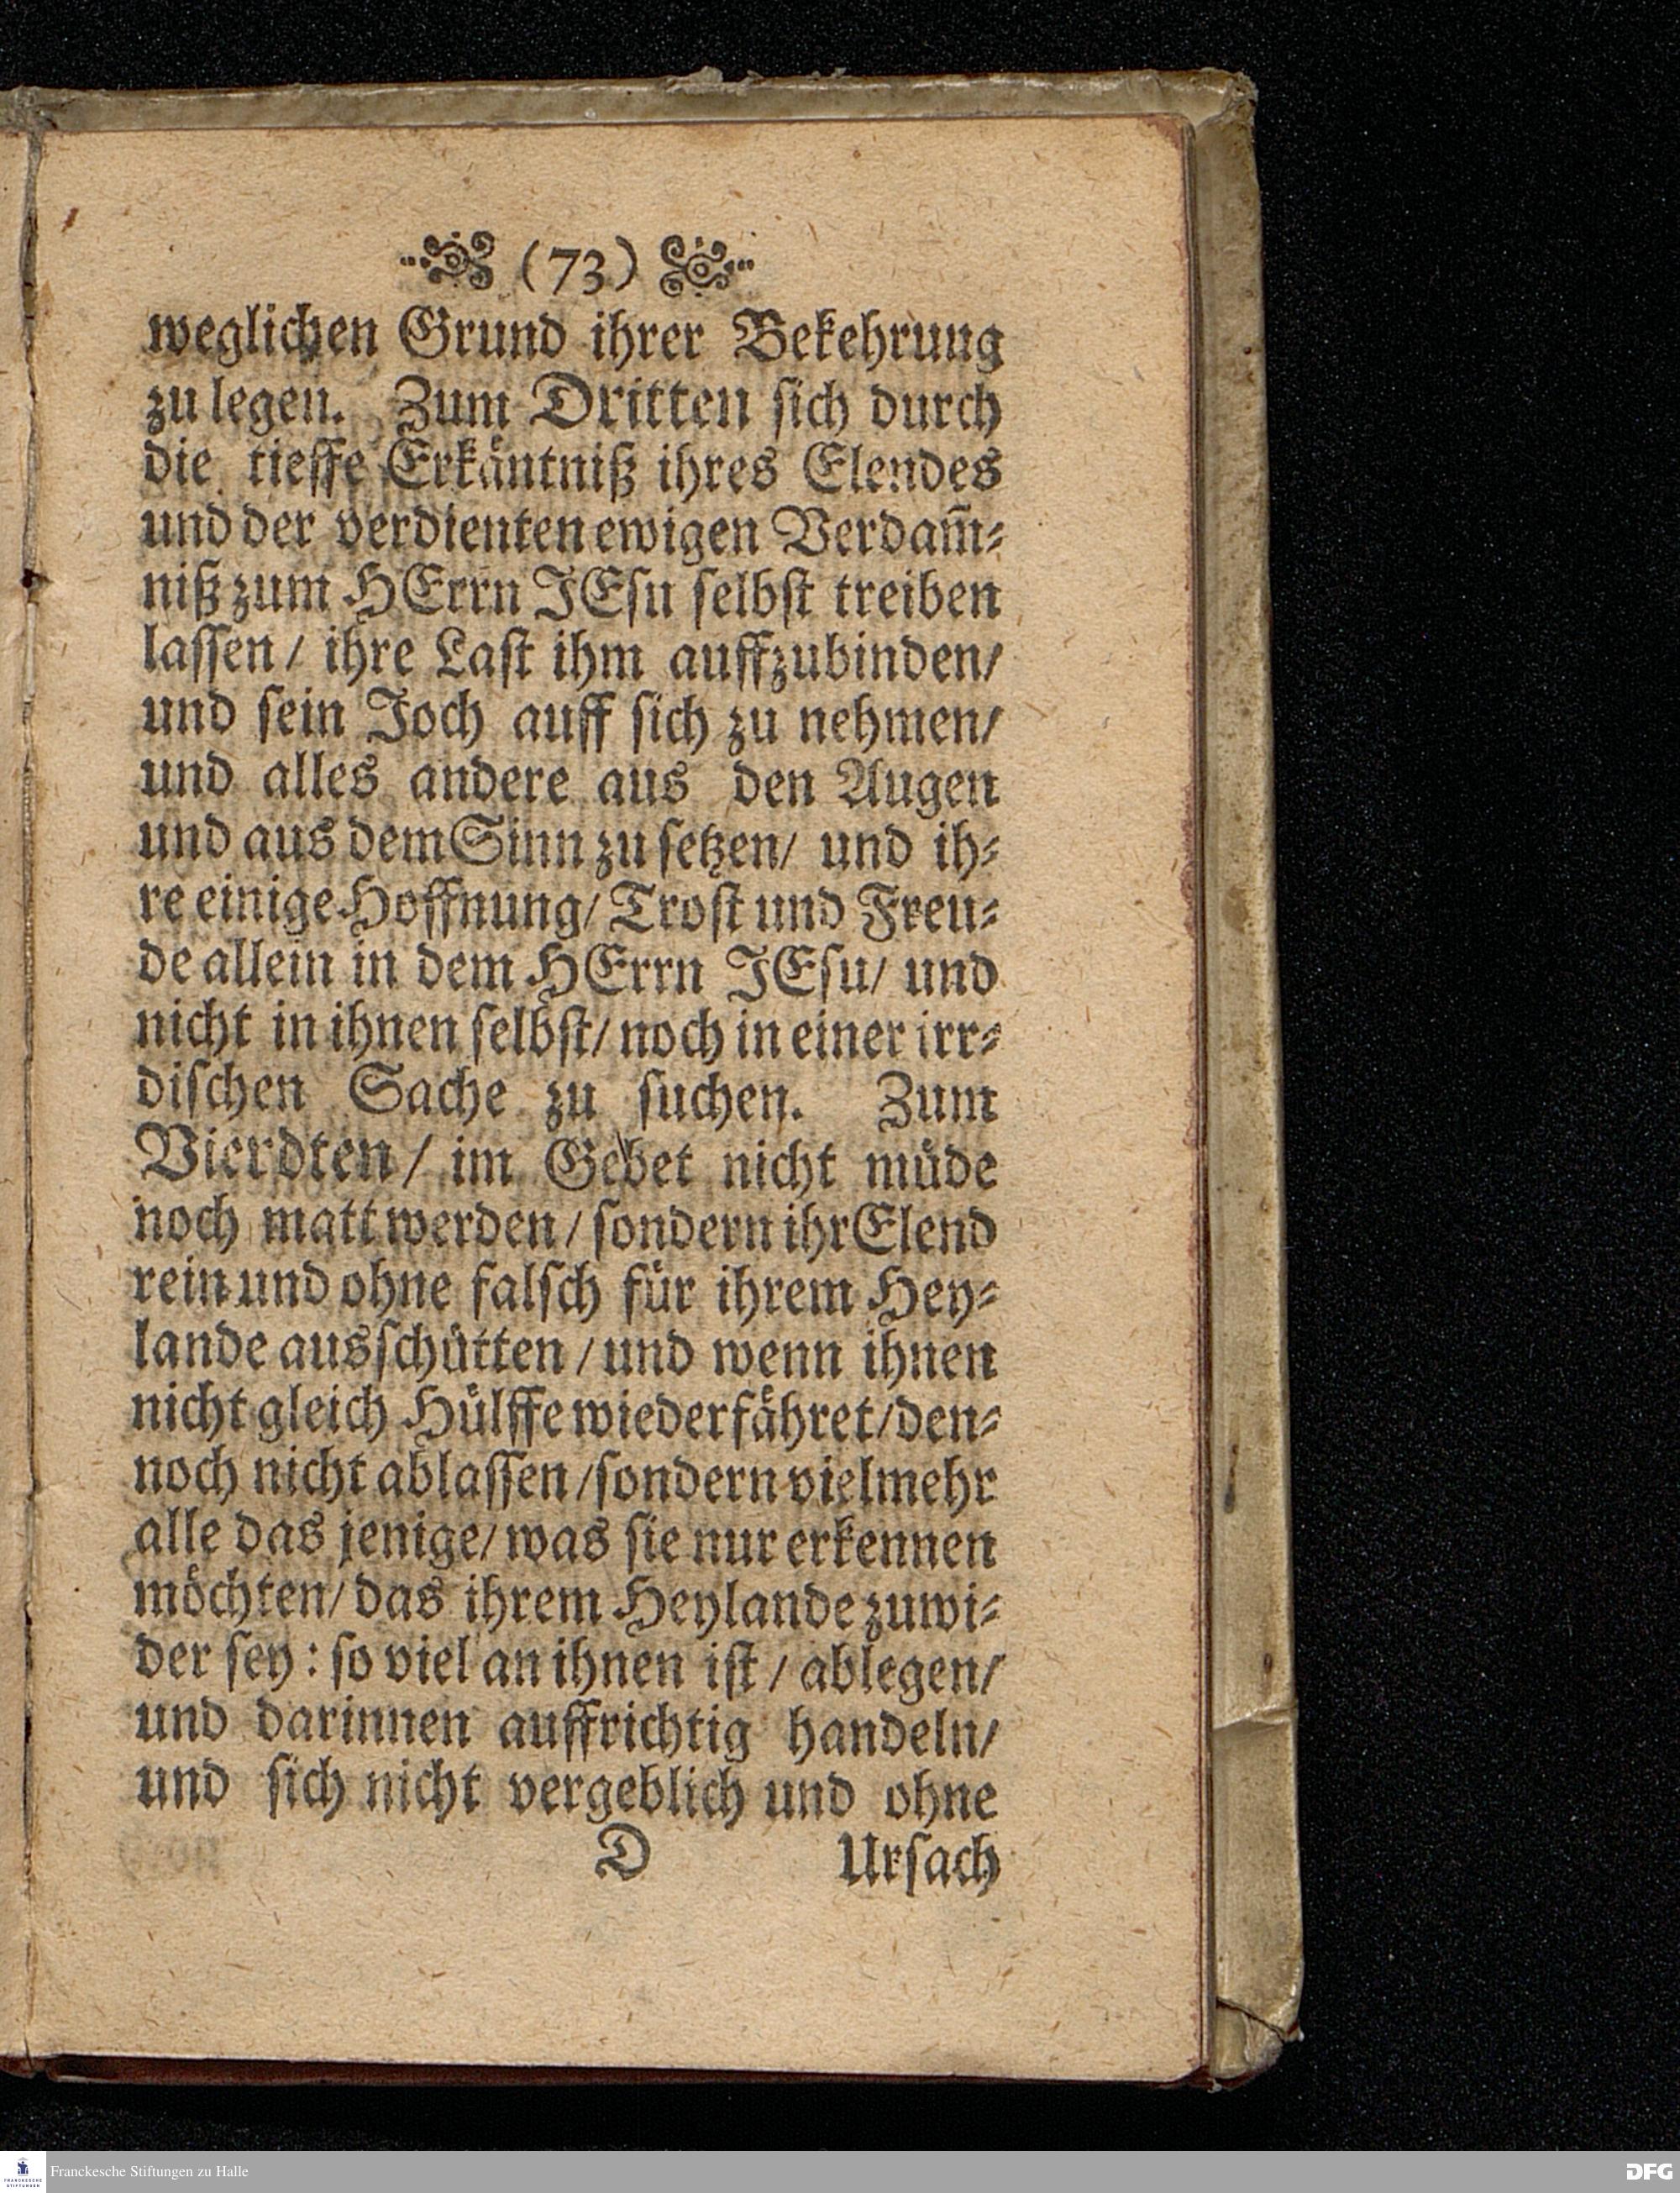 (73)
weglichen Grund ihrer Bekehrung
zu legen. Zum Dritten sich durch
die tieffe Erkäntniß ihres Elendes
und der verdienten ewigen Verdam̃-
niß zum HErrn JEsu selbst treiben
lassen / ihre Last ihm auffzubinden/
und sein Joch auff sich zu nehmen/
und alles andere aus den Augen
und aus dem Sinn zu setzen/ und ih-
re einige Hoffnung/ Trost und Freu-
de allein in dem HErrn JEsu/ und
nicht in ihnen selbst/ noch in einer irr-
dischen Sache zu suchen. Zum
Vierdten / im Gebet nicht müde
noch matt werden / sondern ihr Elend
rein und ohne falsch für ihrem Hey-
lande ausschütten / und wenn ihnen
nicht gleich Hülffe wiederfähret/ den-
noch nicht ablassen / sondern vielmehr
alle das jenige/ was sie nur erkennen
möchten/ das ihrem Heylande zuwi-
der sey : so viel an ihnen ist / ablegen/
und darinnen auffrichtig handeln/
und sich nicht vergeblich und ohne
D Ursach
Franckesche Stiftungen zu Halle
DFG